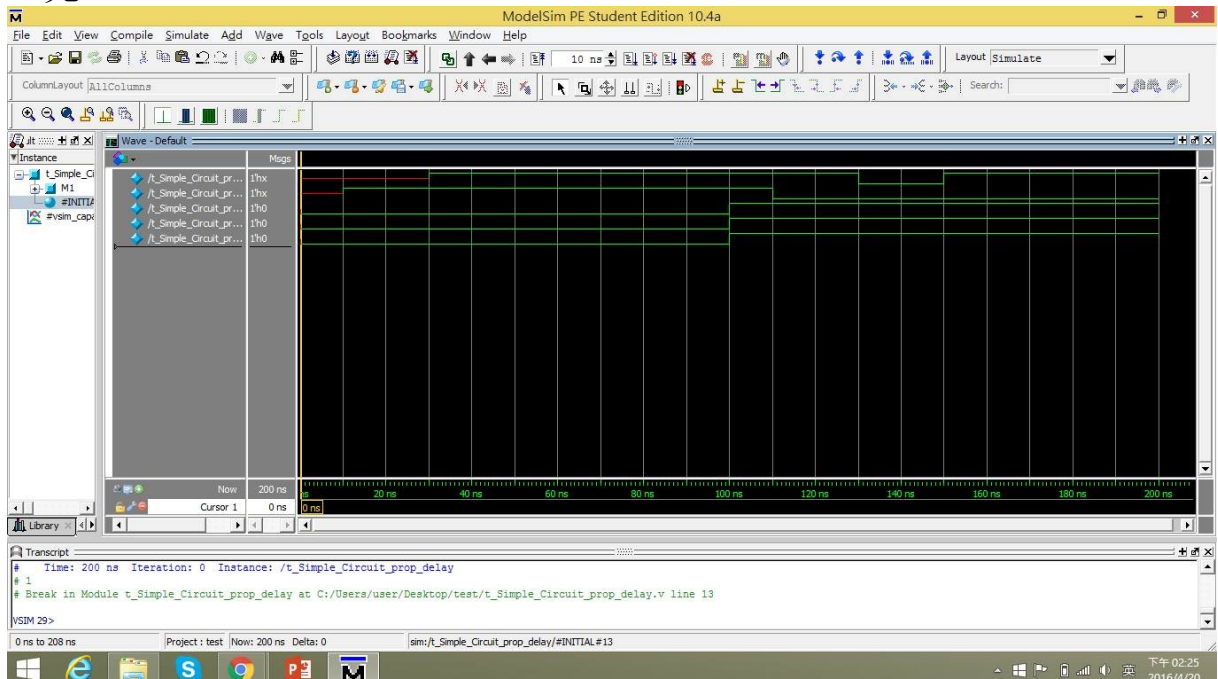 ModelSim PE Student Edition 10.4a
File Edit View Compile Simulate Add Wave Tools Layout Bookmarks Window Help
10 ns Layout Simulate
ColumnLayout AllColumns Search:
Wave - Default
Instance Msgs
t_Simple_Ci
M1
#INITIA
#vsim_capa
/t_Simple_Circuit_pr... 1'hx
/t_Simple_Circuit_pr... 1'hx
/t_Simple_Circuit_pr... 1'h0
/t_Simple_Circuit_pr... 1'h0
/t_Simple_Circuit_pr... 1'h0
Now 200 ns
20 ns 40 ns 60 ns 80 ns 100 ns 120 ns 140 ns 160 ns 180 ns 200 ns
Cursor 1 0 ns 0 ns
Library
Transcript
# Time: 200 ns Iteration: 0 Instance: /t_Simple_Circuit_prop_delay
# 1
# Break in Module t_Simple_Circuit_prop_delay at C:/Users/user/Desktop/test/t_Simple_Circuit_prop_delay.v line 13
VSIM 29>
0 ns to 208 ns Project : test Now: 200 ns Delta: 0 sim:/t_Simple_Circuit_prop_delay/#INITIAL#13
英 下午 02:25
2016/4/20